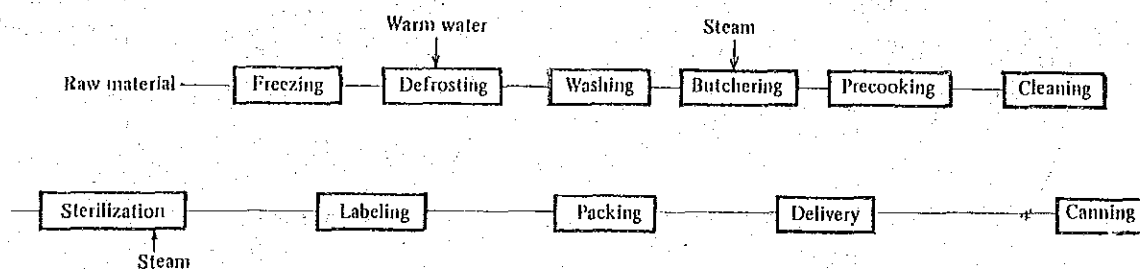 Warm water
Steam
Raw material
Freezing
Defrosting
Washing
Butchering
Precooking
Cleaning
Sterilization
Labeling
Packing
Delivery
Canning
Steam